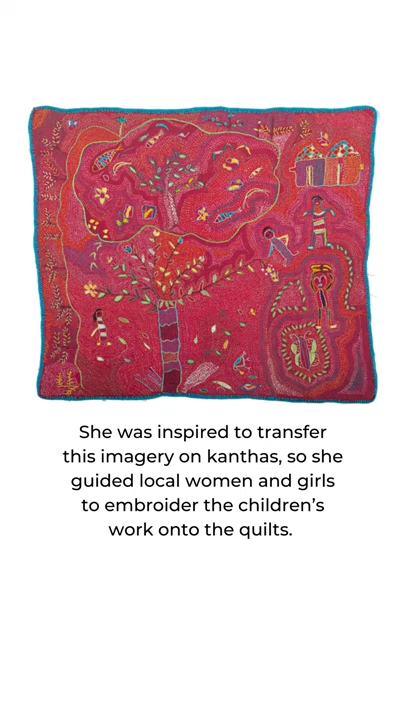 She was inspired to transfer
this imagery on kanthas, so she
guided local women and girls
to embroider the children’s
work onto the quilts.